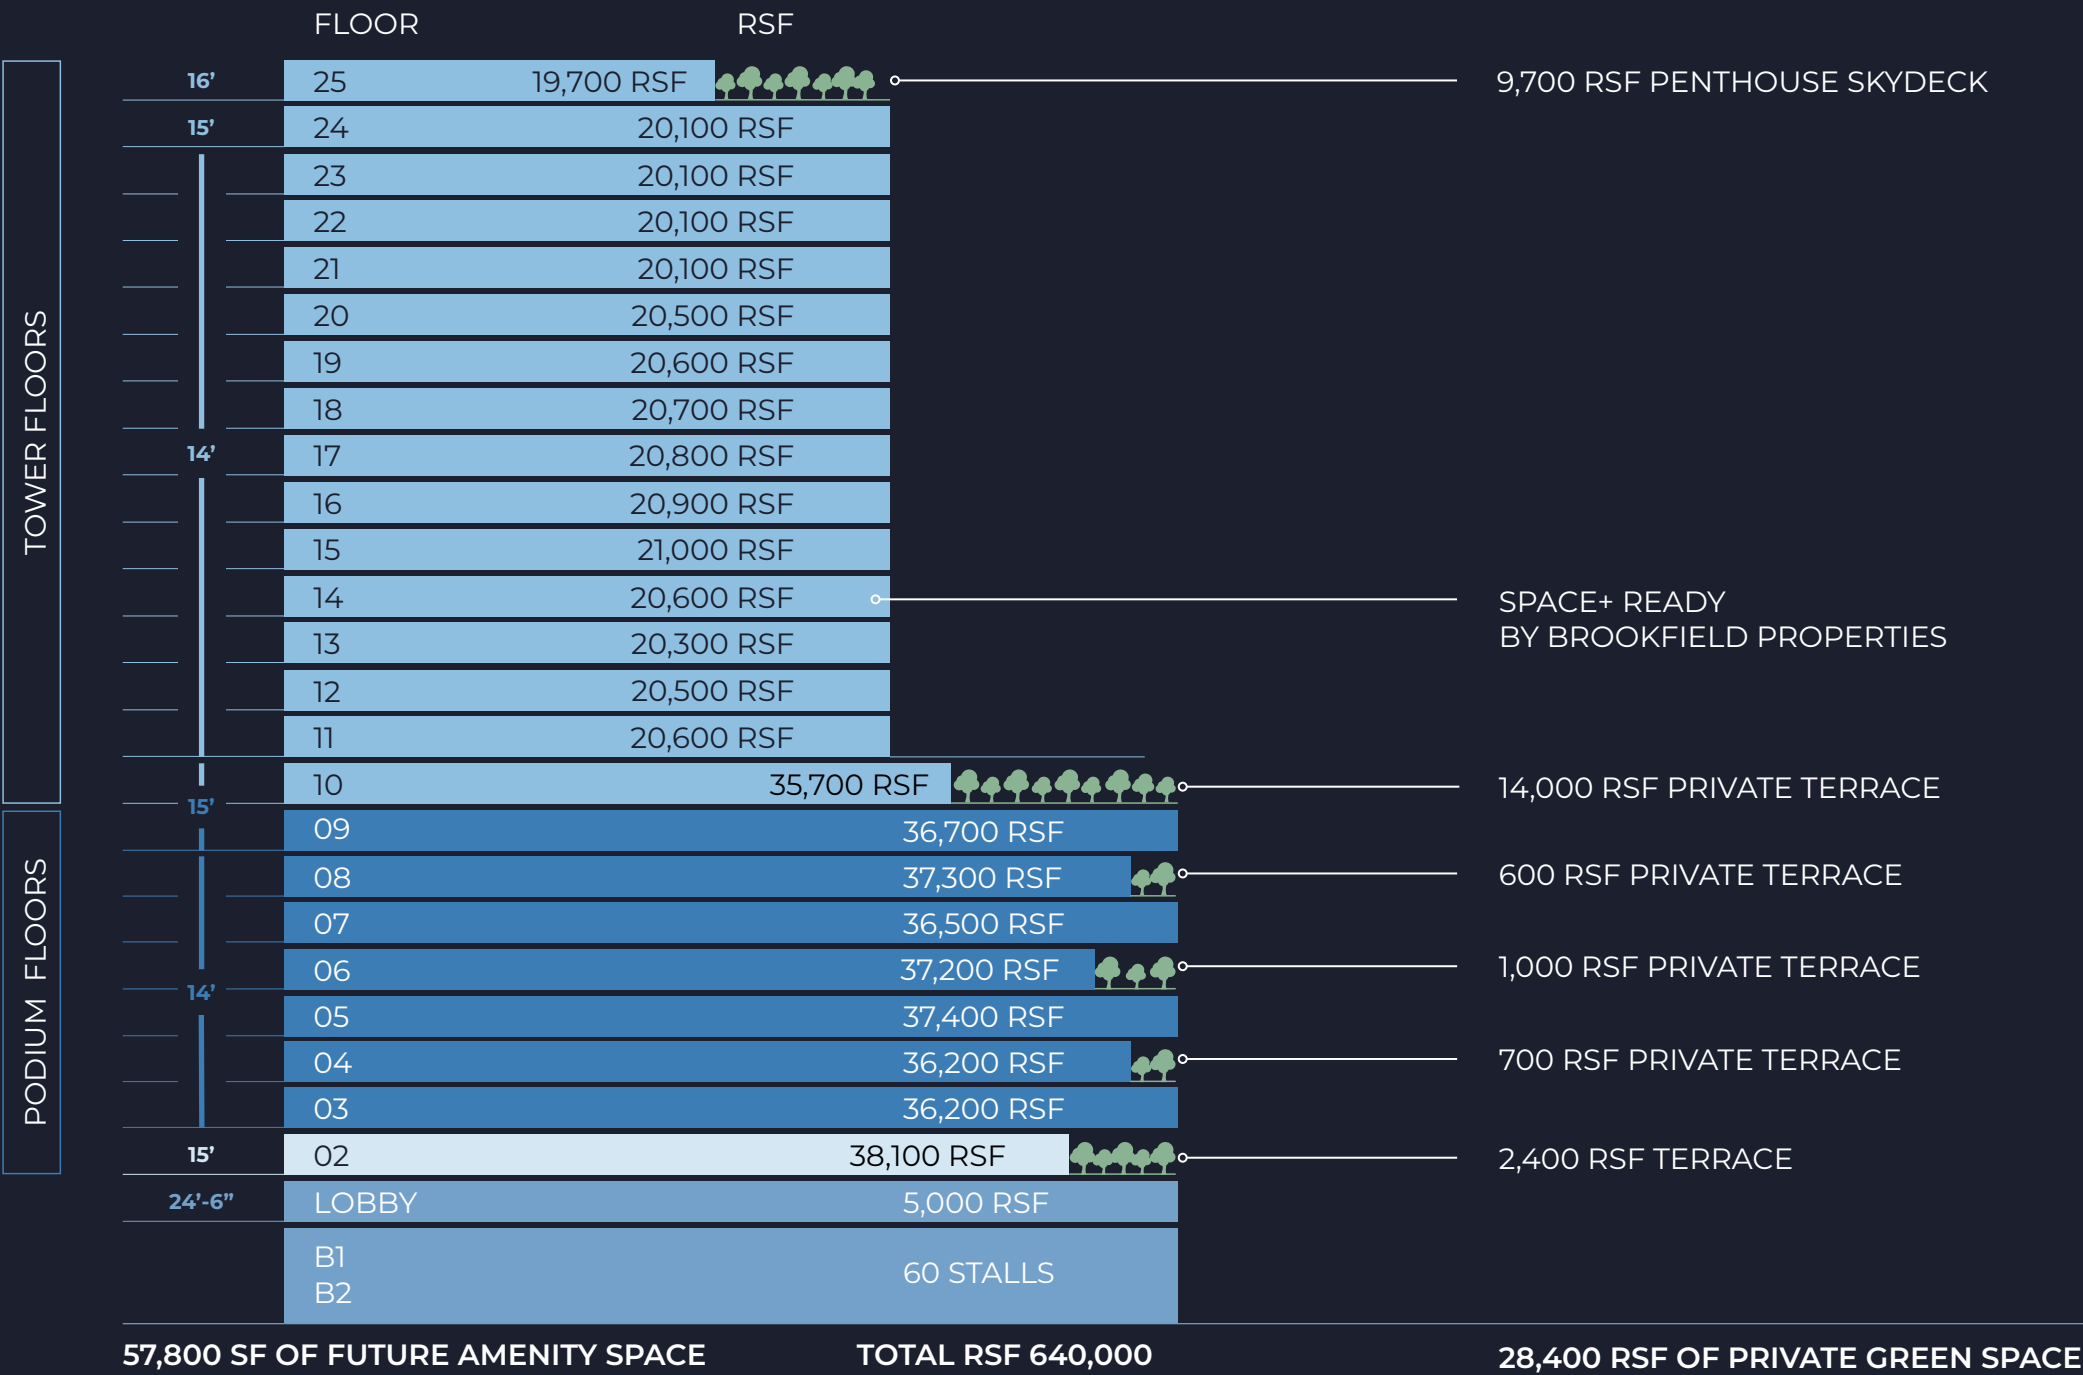 FLOOR RSF
16’ 25 19,700 RSF 9,700 RSF PENTHOUSE SKYDECK
15’ 24 20,100 RSF
23 20,100 RSF
22 20,100 RSF
21 20,100 RSF
20 20,500 RSF
19 20,600 RSF
18 20,700 RSF
TOWER FLOORS
14’ 17 20,800 RSF
16 20,900 RSF
15 21,000 RSF
14 20,600 RSF SPACE+ READY
BY BROOKFIELD PROPERTIES
13 20,300 RSF
12 20,500 RSF
11 20,600 RSF
10 35,700 RSF 14,000 RSF PRIVATE TERRACE
15’
09 36,700 RSF
08 37,300 RSF 600 RSF PRIVATE TERRACE
07 36,500 RSF
06 37,200 RSF 1,000 RSF PRIVATE TERRACE
PODIUM FLOORS
14’
05 37,400 RSF
04 36,200 RSF 700 RSF PRIVATE TERRACE
03 36,200 RSF
15’ 02 38,100 RSF 2,400 RSF TERRACE
24’-6” LOBBY 5,000 RSF
B1
B2
60 STALLS
57,800 SF OF FUTURE AMENITY SPACE TOTAL RSF 640,000 28,400 RSF OF PRIVATE GREEN SPACE